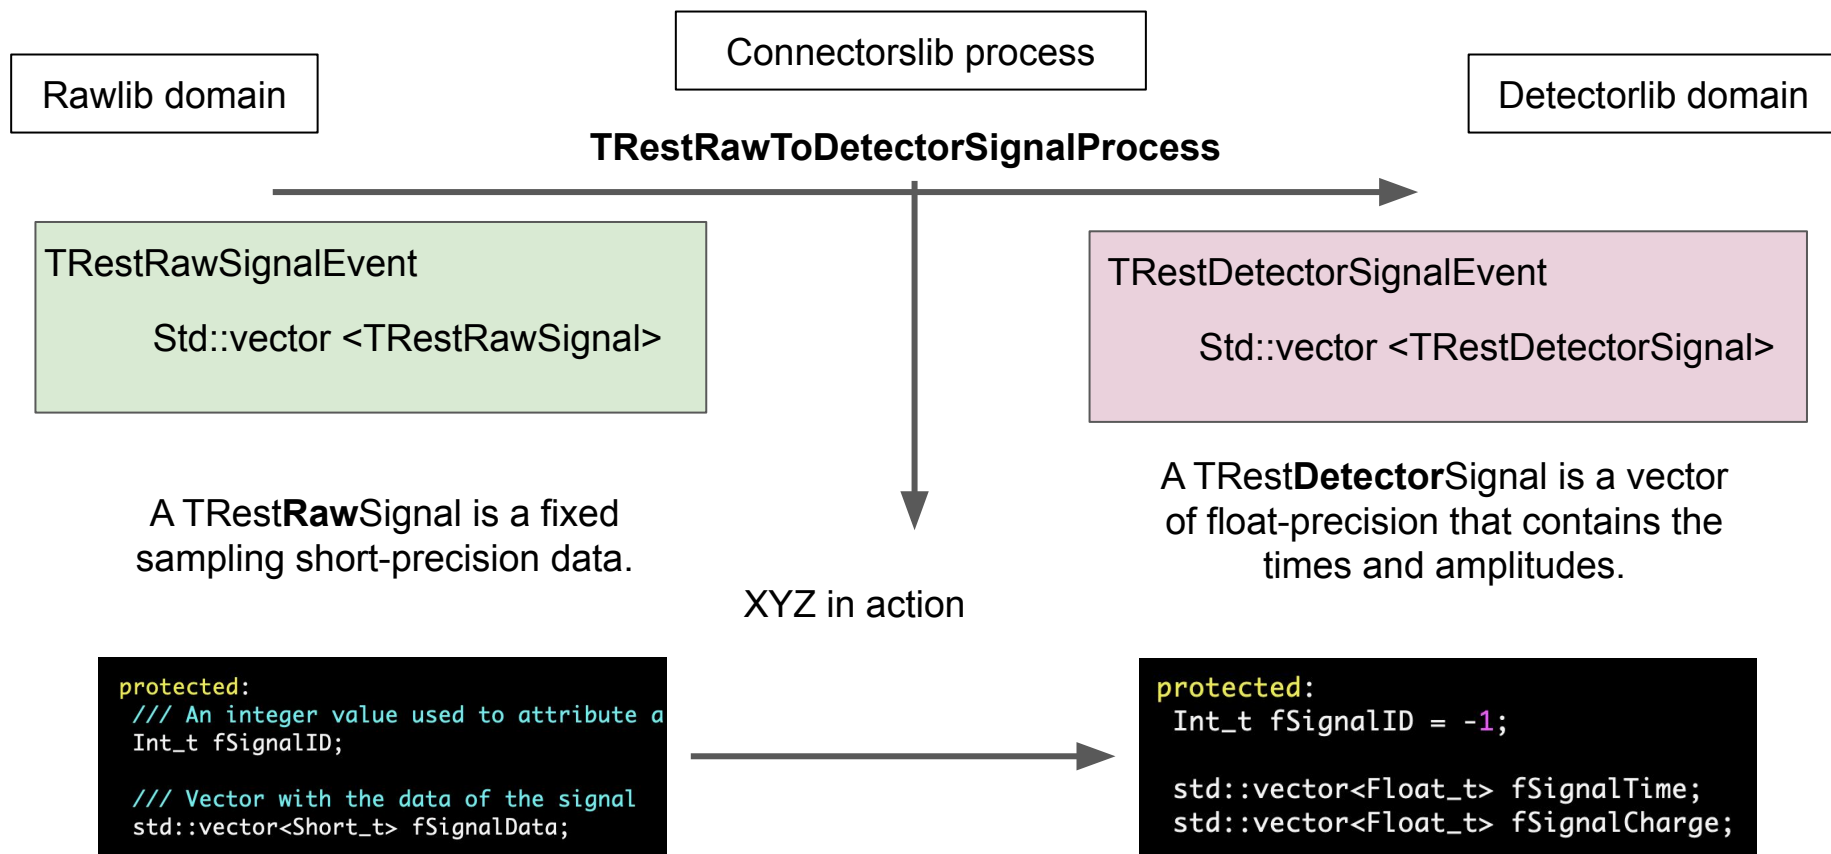 Connectorslib process
Rawlib domain
Detectorlib domain
TRestRawToDetectorSignalProcess
TRestRawSignalEvent
Std::vector <TRestRawSignal>
TRestDetectorSignalEvent
Std::vector <TRestDetectorSignal>
A TRestRawSignal is a fixed
sampling short-precision data.
A TRestDetectorSignal is a vector
of float-precision that contains the
times and amplitudes.
XYZ in action
protected:
/// An integer value used to attribute a
Int_t fSignalID;
/// Vector with the data of the signal
std::vector<Short_t> fSignalData;
protected:
Int_t fSignalID = -1;
std::vector<Float_t> fSignalTime;
std::vector<Float_t> fSignalCharge;